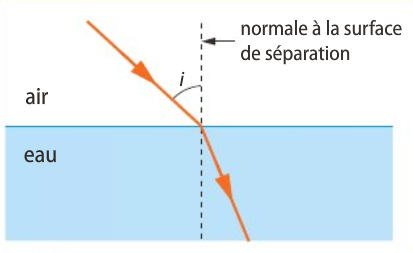 normale à la surface
de séparation
i
air
eau